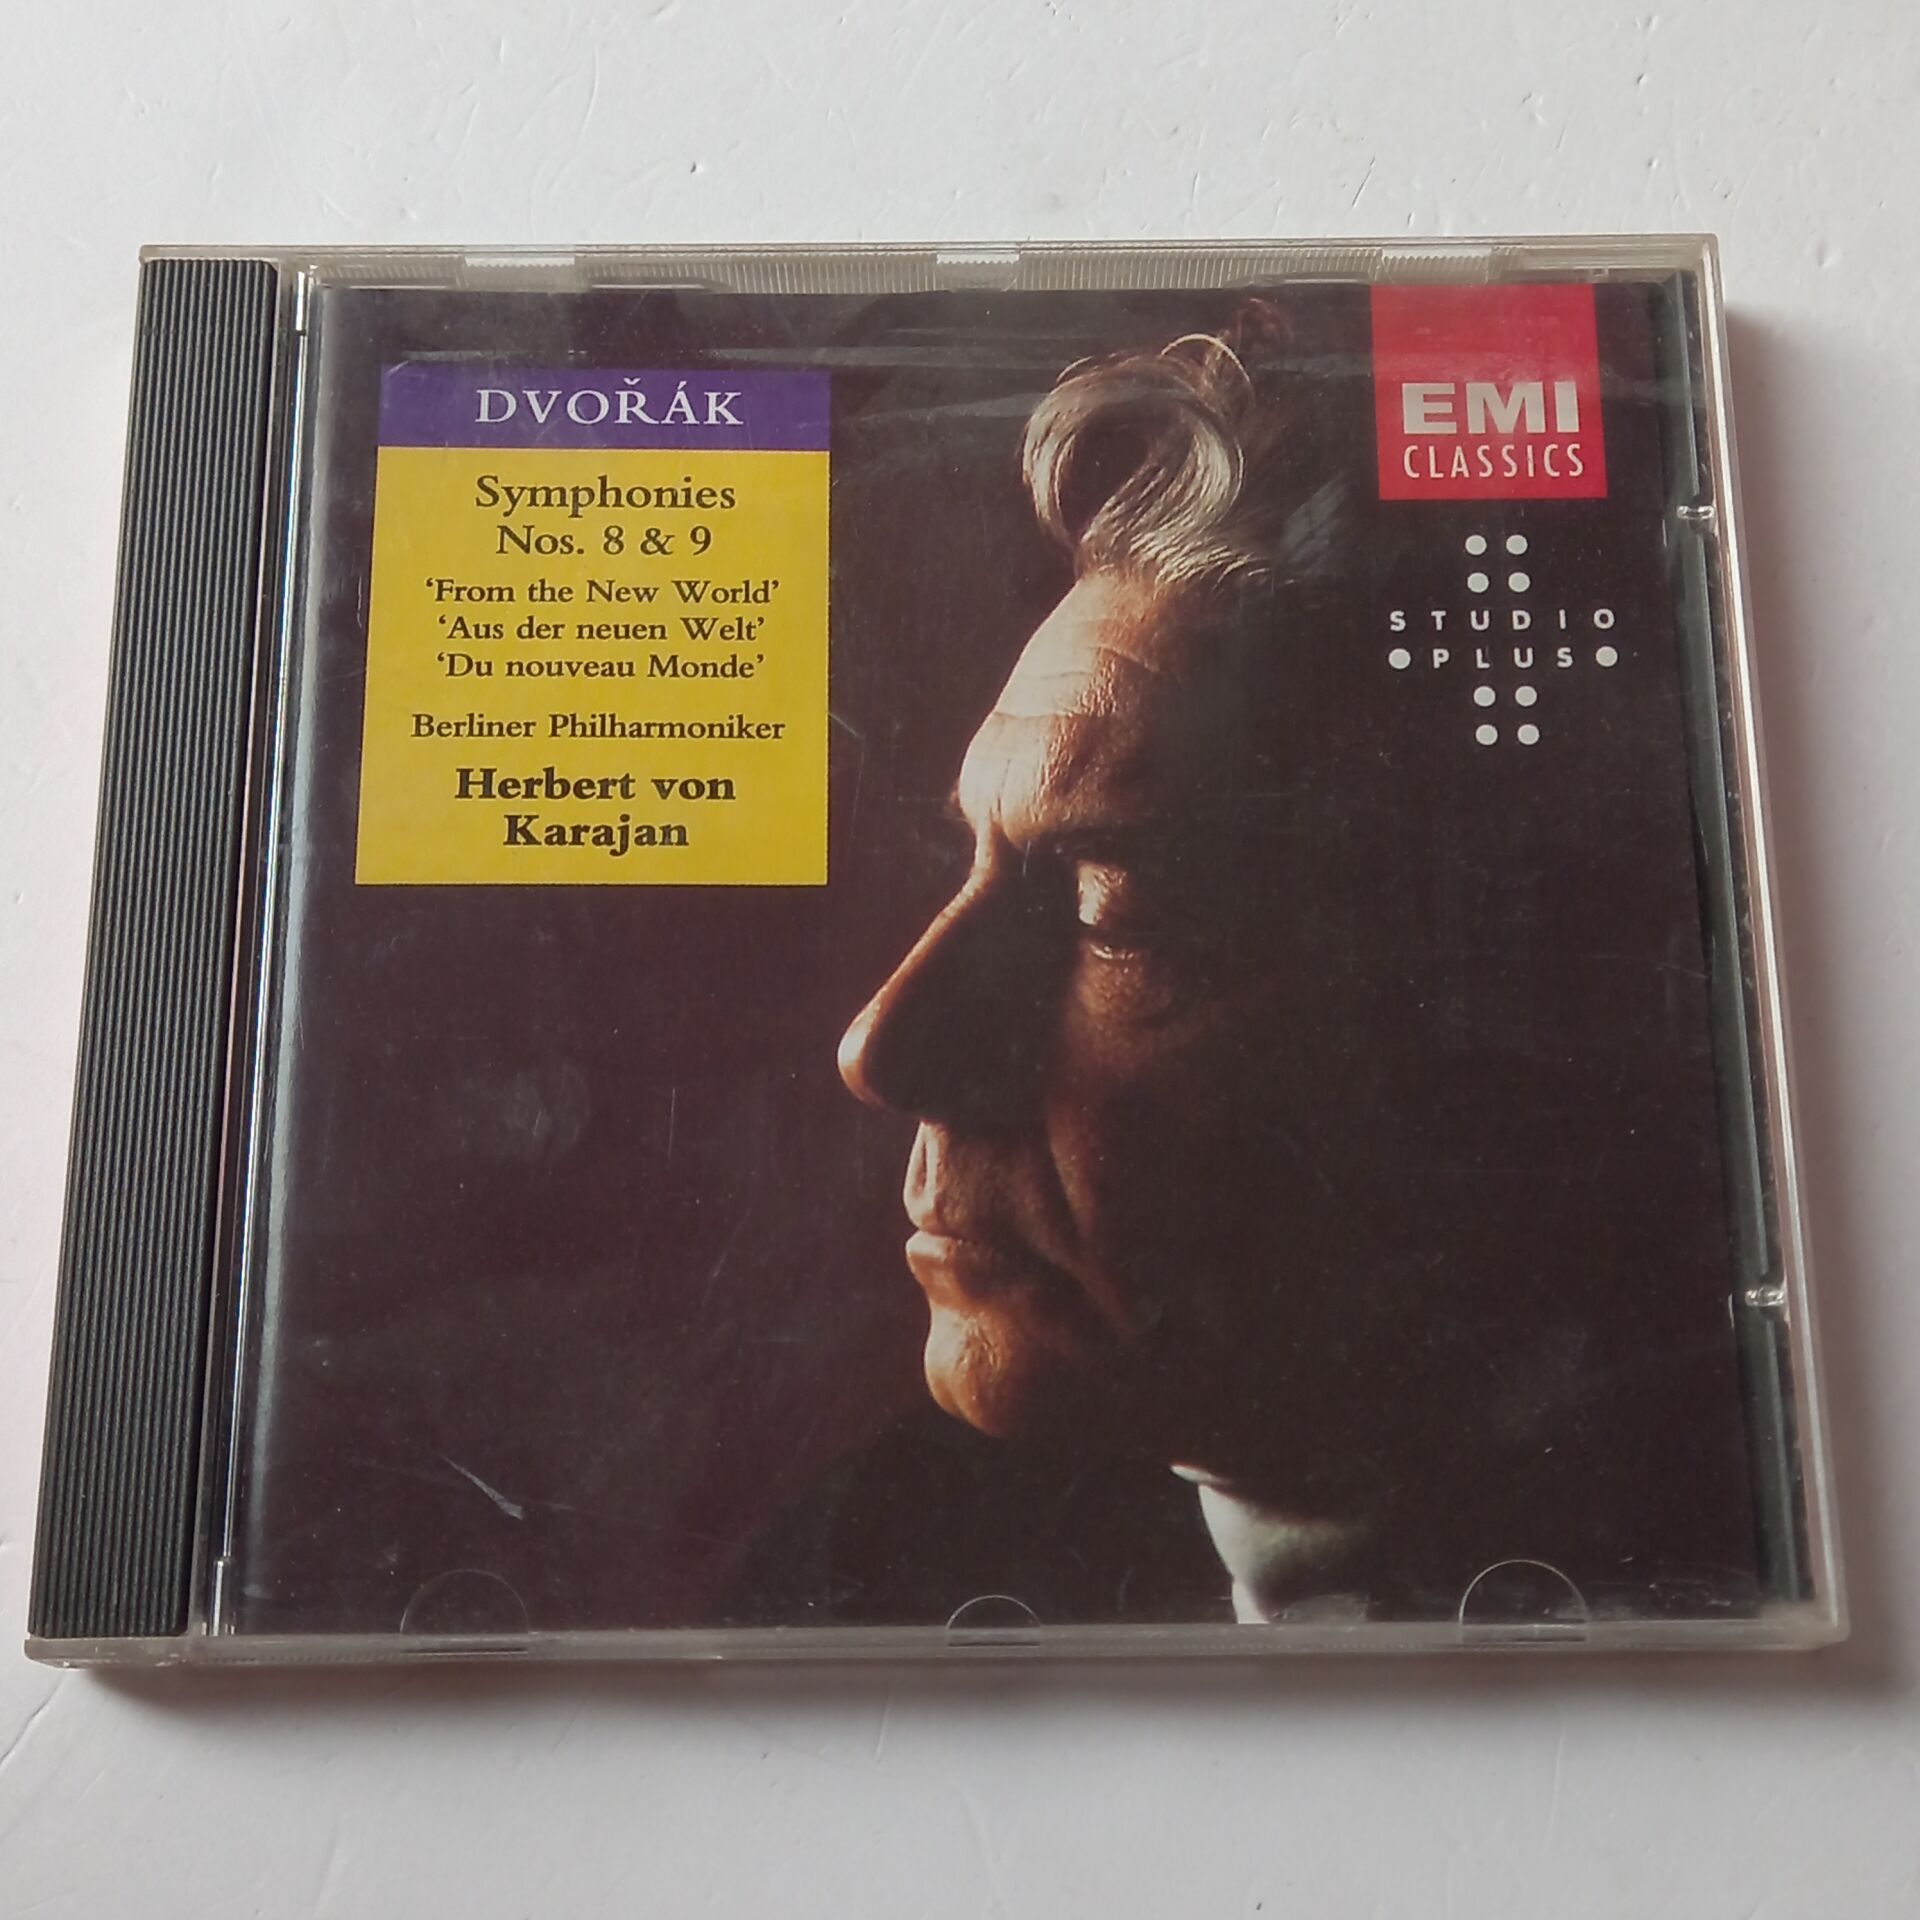 DVOŘÁK
Symphonies
Nos. 8 & 9
‘From the New World’
‘Aus der neuen Welt’
‘Du nouveau Monde’
Berliner Philharmoniker
Herbert von
Karajan
EMI
CLASSICS
STUDIO
PLUS